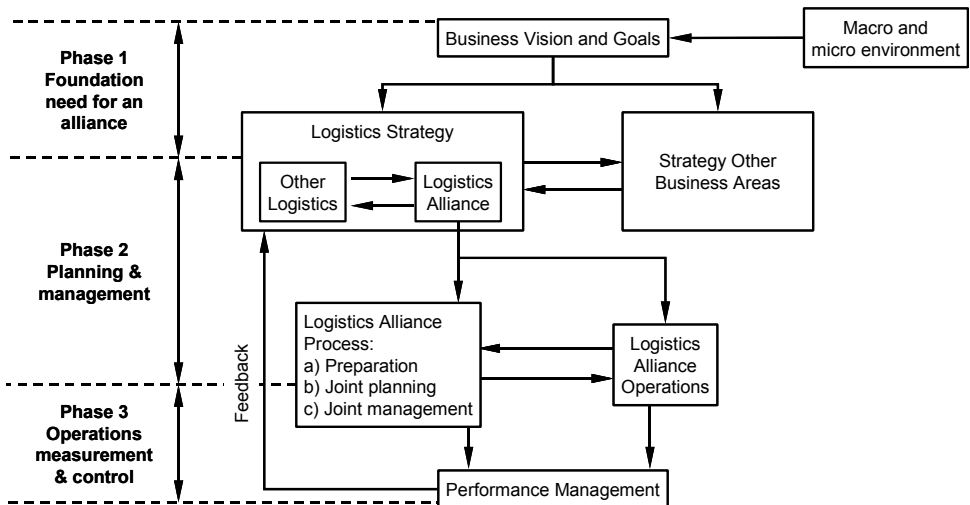 Phase 1
Foundation
need for an
alliance
Business Vision and Goals
Macro and
micro environment
Logistics Strategy
Other
Logistics
Logistics
Alliance
Strategy Other
Business Areas
Phase 2
Planning &
management
Logistics Alliance
Process:
a) Preparation
b) Joint planning
c) Joint management
Logistics
Alliance
Operations
Feedback
Phase 3
Operations
measurement
& control
Performance Management